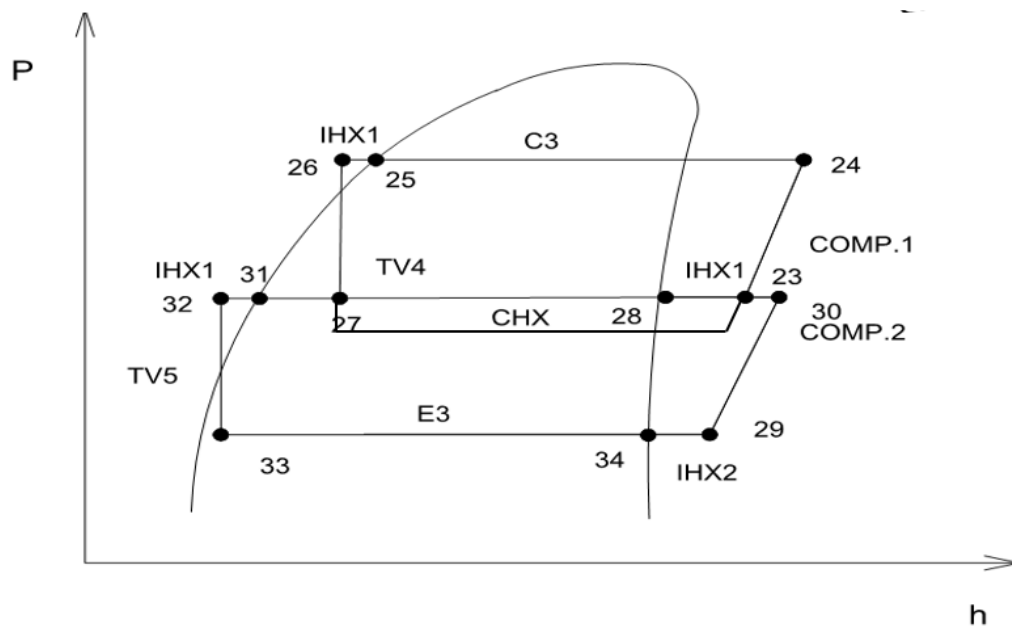 P
IHX1
C3
26
25
24
COMP.1
IHX1
31
TV4
IHX1
23
32
27
CHX
28
30
COMP.2
TV5
E3
33
34
29
IHX2
h